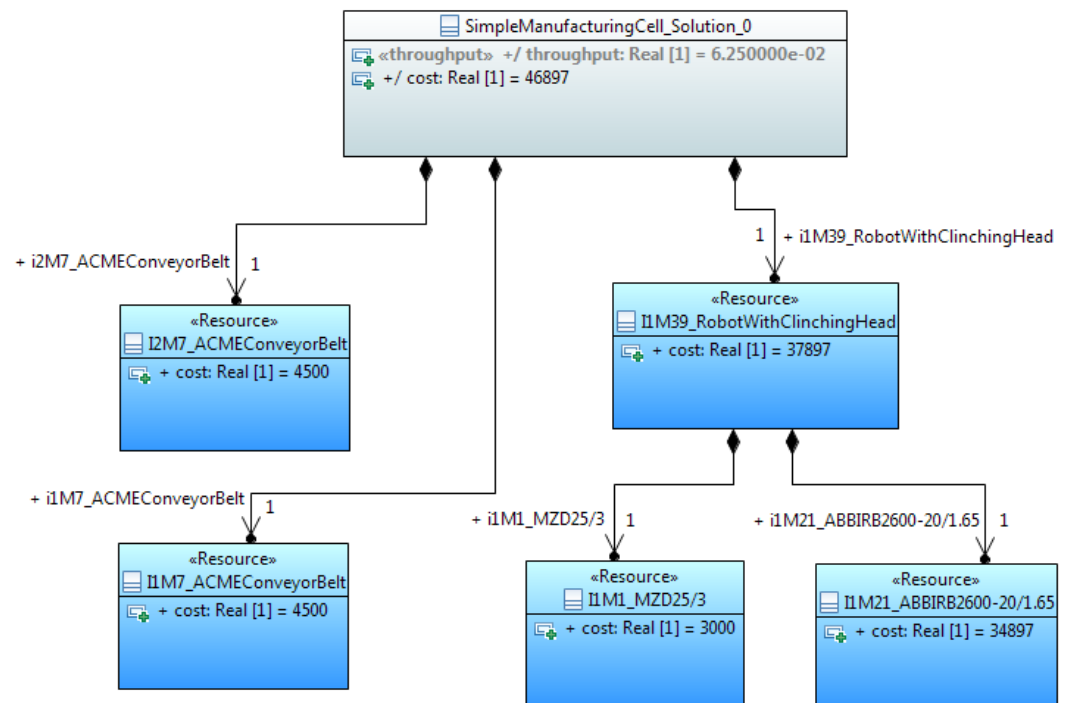 SimpleManufacturingCell_Solution_0
«throughput» +/ throughput: Real [1] = 6.250000e-02
+/ cost: Real [1] = 46897
+ i2M7_ACMEConveyorBelt
1
1
+ i1M39_RobotWithClinchingHead
«Resource»
I2M7_ACMEConveyorBelt
+ cost: Real [1] = 4500
«Resource»
I1M39_RobotWithClinchingHead
+ cost: Real [1] = 37897
+ i1M7_ACMEConveyorBelt
1
+ i1M1_MZD25/3
1
+ i1M21_ABBIRB2600-20/1.65
1
«Resource»
I1M7_ACMEConveyorBelt
+ cost: Real [1] = 4500
«Resource»
I1M1_MZD25/3
+ cost: Real [1] = 3000
«Resource»
I1M21_ABBIRB2600-20/1.65
+ cost: Real [1] = 34897